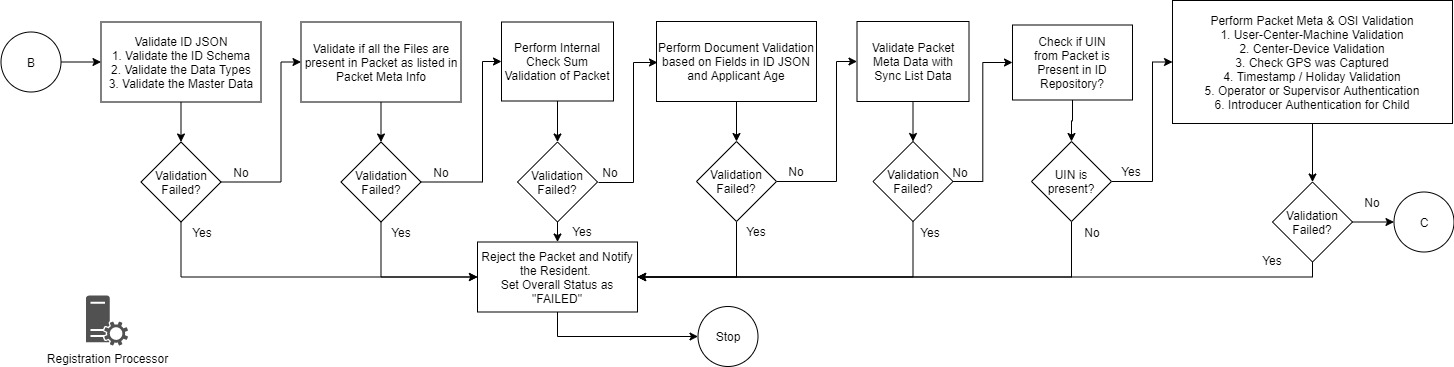 B
Validate ID JSON
1. Validate the ID Schema
2. Validate the Data Types
3. Validate the Master Data
Validation
Failed?
No
Yes
Validate if all the Files are
present in Packet as listed in
Packet Meta Info
Validation
Failed?
No
Yes
Perform Internal
Check Sum
Validation of Packet
Validation
Failed?
No
Yes
Perform Document Validation
based on Fields in ID JSON
and Applicant Age
Validation
Failed?
No
Yes
Validate Packet
Meta Data with
Sync List Data
Validation
Failed?
No
Yes
Check if UIN
from Packet is
Present in ID
Repository?
UIN is
present?
Yes
No
Perform Packet Meta & OSI Validation
1. User-Center-Machine Validation
2. Center-Device Validation
3. Check GPS was Captured
4. Timestamp / Holiday Validation
5. Operator or Supervisor Authentication
6. Introducer Authentication for Child
Validation
Failed?
No
Yes
C
Reject the Packet and Notify
the Resident.
Set Overall Status as
"FAILED"
Stop
Registration Processor